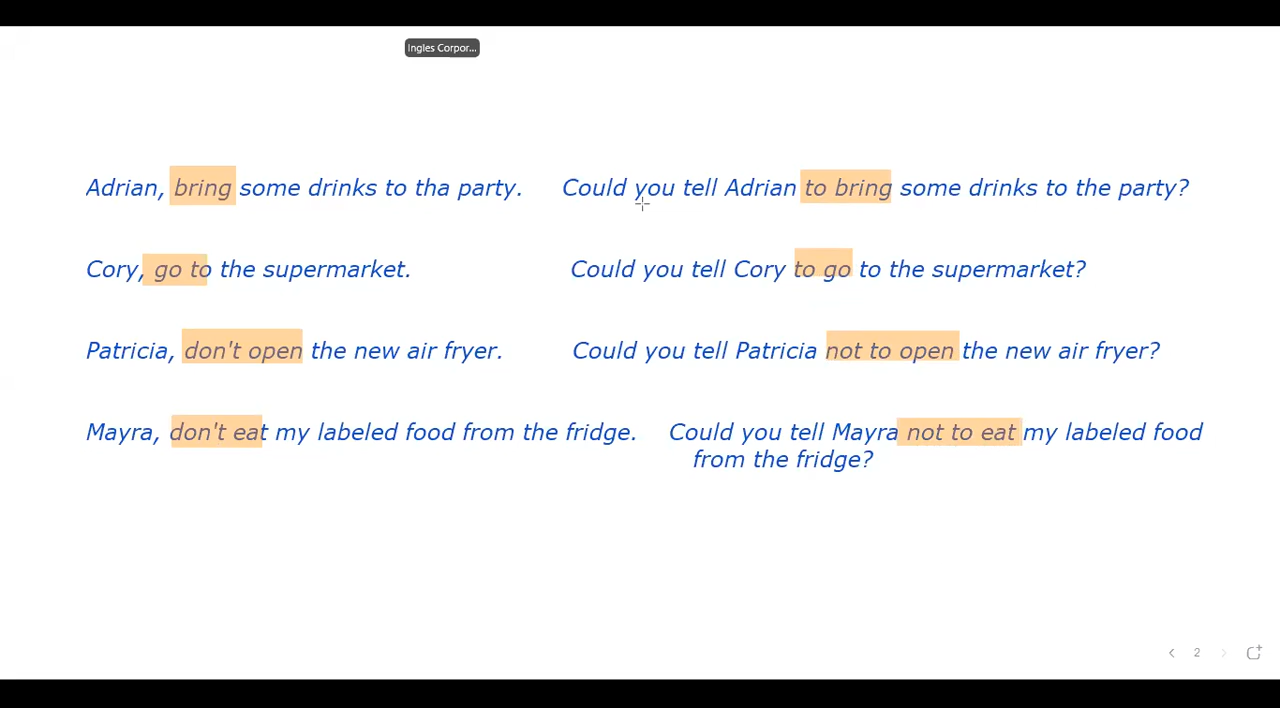 Ingles Corpor...
Adrian, bring some drinks to tha party. Could you tell Adrian to bring some drinks to the party?
Cory, go to the supermarket. Could you tell Cory to go to the supermarket?
Patricia, don't open the new air fryer. Could you tell Patricia not to open the new air fryer?
Mayra, don't eat my labeled food from the fridge. Could you tell Mayra not to eat my labeled food
from the fridge?
2